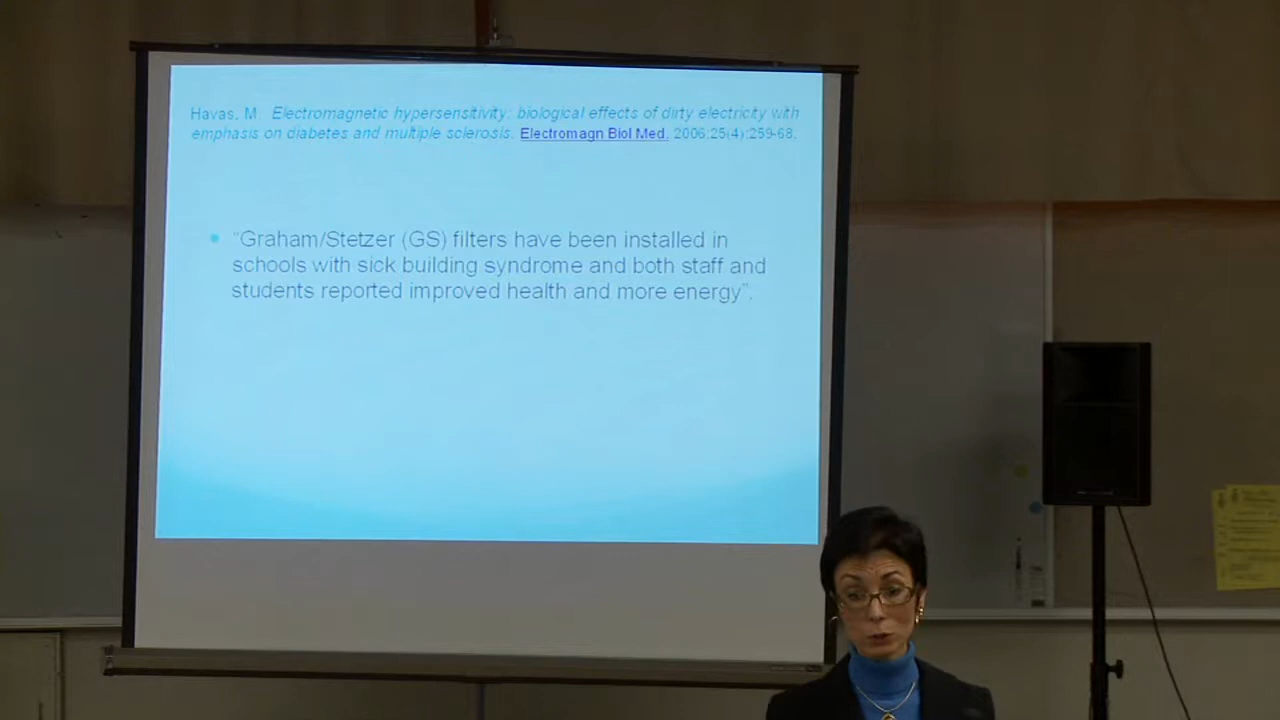 Havas, M. Electromagnetic hypersensitivity: biological effects of dirty electricity with
emphasis on diabetes and multiple sclerosis. Electromagn Biol Med. 2006;25(4):259-68.
“Graham/Stetzer (GS) filters have been installed in
schools with sick building syndrome and both staff and
students reported improved health and more energy”.